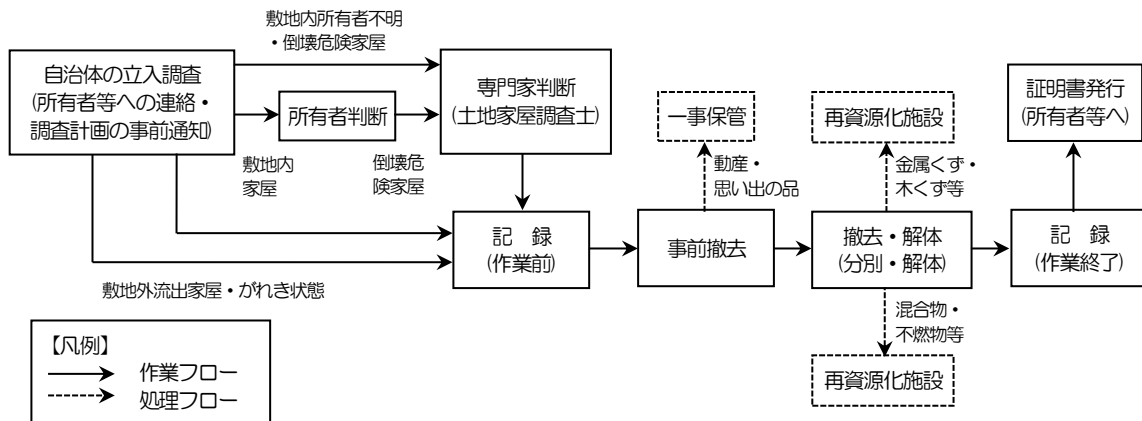 敷地内所有者不明
・倒壊危険家屋
自治体の立入調査
(所有者等への連絡・
調査計画の事前通知)
所有者判断
専門家判断
(土地家屋調査士)
敷地内
家屋
倒壊危
険家屋
一事保管
動産・
思い出の品
再資源化施設
金属くず・
木くず等
証明書発行
(所有者等へ)
記　録
(作業前)
事前撤去
撤去・解体
(分別・解体)
記　録
(作業終了)
敷地外流出家屋・がれき状態
混合物・
不燃物等
再資源化施設
【凡例】
作業フロー
処理フロー